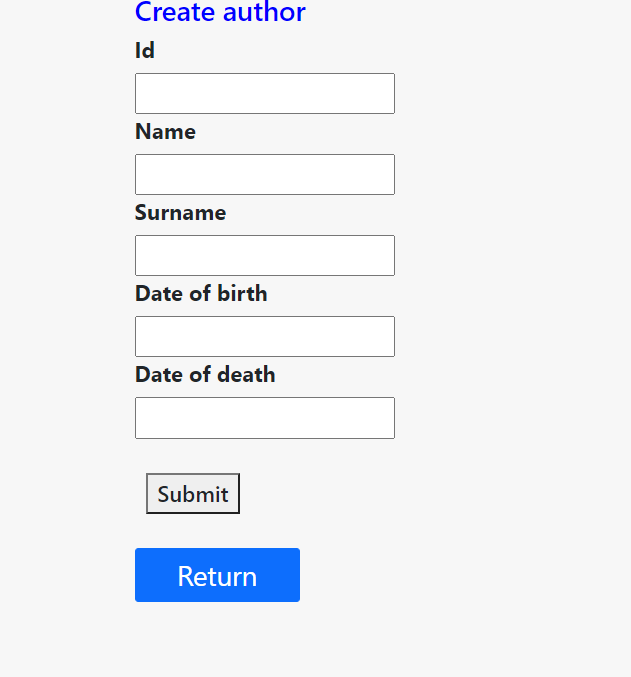 Create author
Id
Name
Surname
Date of birth
Date of death
Submit
Return